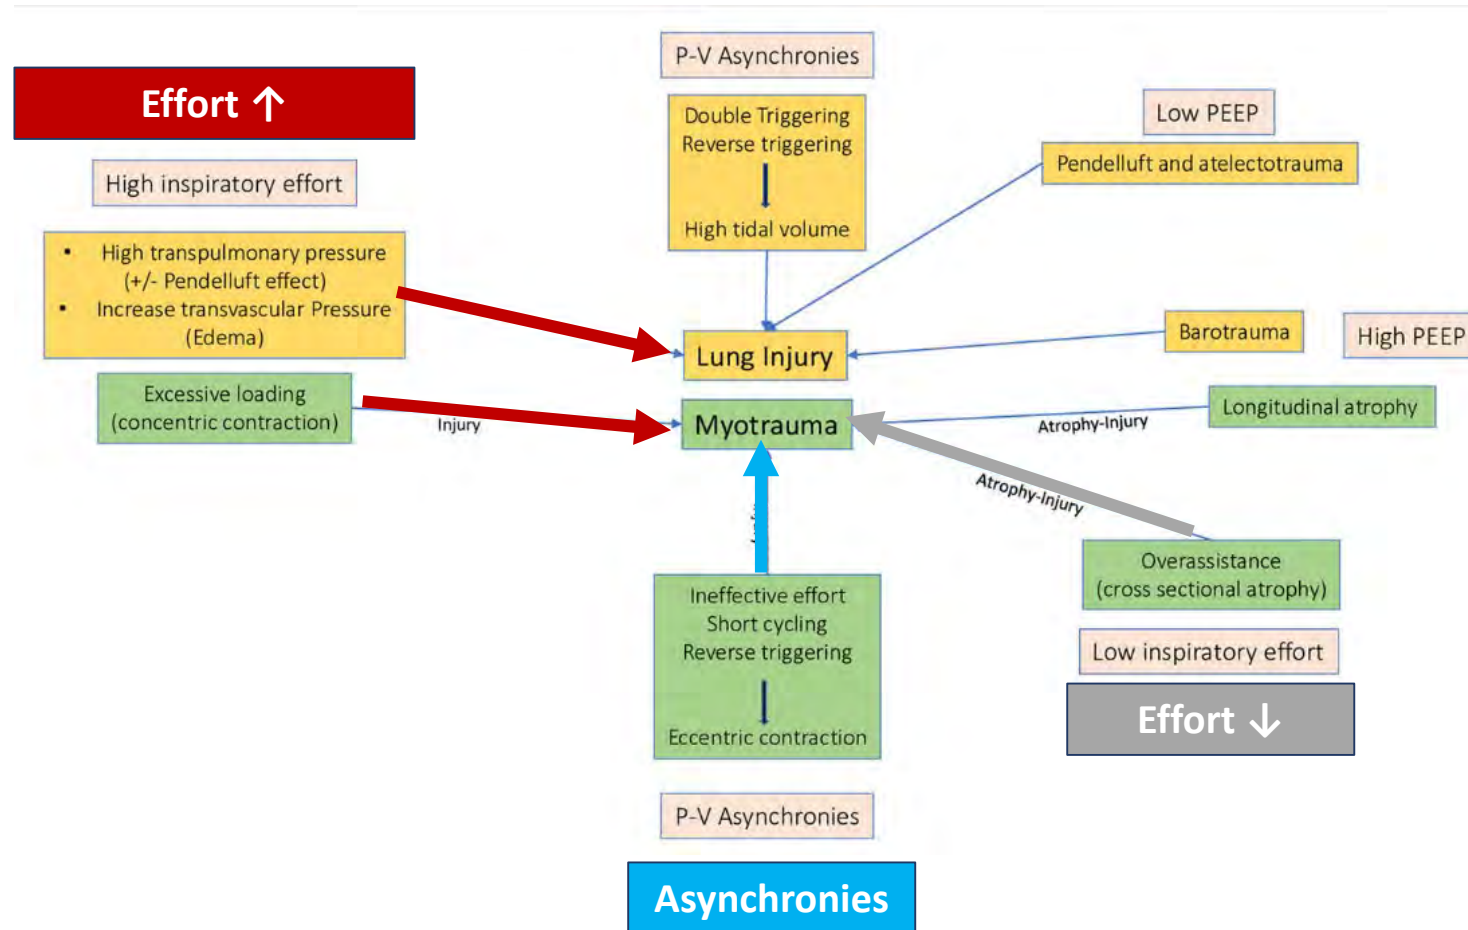 P-V Asynchronies
Effort ↑
Double Triggering
Reverse triggering
High tidal volume
Low PEEP
Pendelluft and atelectotrauma
High inspiratory effort
• High transpulmonary pressure
(+/- Pendelluft effect)
• Increase transvascular Pressure
(Edema)
Lung Injury
Barotrauma
High PEEP
Excessive loading
(concentric contraction)
Injury
Myotrauma
Atrophy-Injury
Longitudinal atrophy
Atrophy-Injury
Overassistance
(cross sectional atrophy)
Low inspiratory effort
Effort ↓
Ineffective effort
Short cycling
Reverse triggering
Eccentric contraction
P-V Asynchronies
Asynchronies